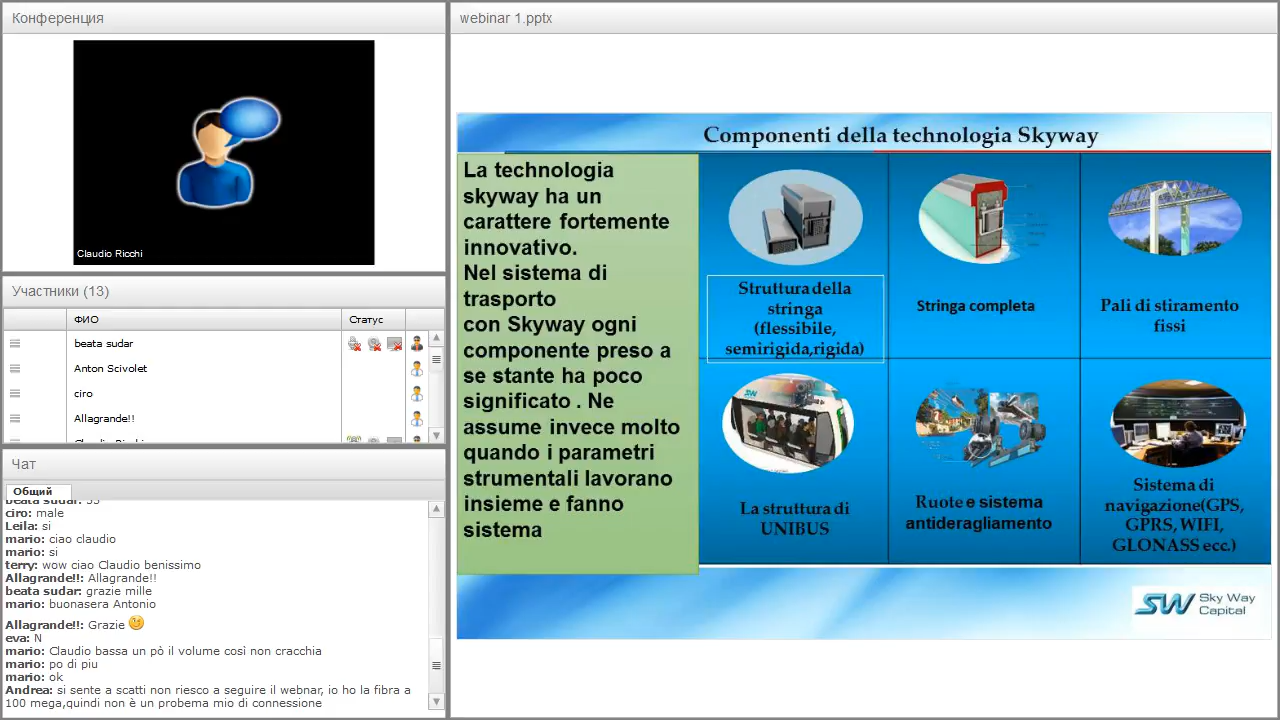 Конференция
Claudio Ricchi
Участники (13)
ФИО
Статус
beata sudar
Anton Scivolet
ciro
Allagrande!!
Чат
Общий
beata sudar:
ciro: male
Leila: si
mario: ciao claudio
mario: si
terry: wow ciao Claudio benissimo
Allagrande!!: Allagrande!!
beata sudar: grazie mille
mario: buonasera Antonio
Allagrande!!: Grazie
eva: N
mario: Claudio bassa un pò il volume così non cracchia
mario: po di piu
mario: ok
Andrea: si sente a scatti non riesco a seguire il webnar, io ho la fibra a
100 mega,quindi non è un probema mio di connessione
webinar 1.pptx
Componenti della technologia Skyway
La technologia
skyway ha un
carattere fortemente
innovativo.
Nel sistema di
trasporto
con Skyway ogni
componente preso a
se stante ha poco
significato . Ne
assume invece molto
quando i parametri
strumentali lavorano
insieme e fanno
sistema
Struttura della
stringa
(flessibile,
semirigida,rigida)
Stringa completa
Pali di stiramento
fissi
La struttura di
UNIBUS
Ruote e sistema
antideragliamento
Sistema di
navigazione(GPS,
GPRS, WIFI,
GLONASS ecc.)
SW Sky Way
Capital